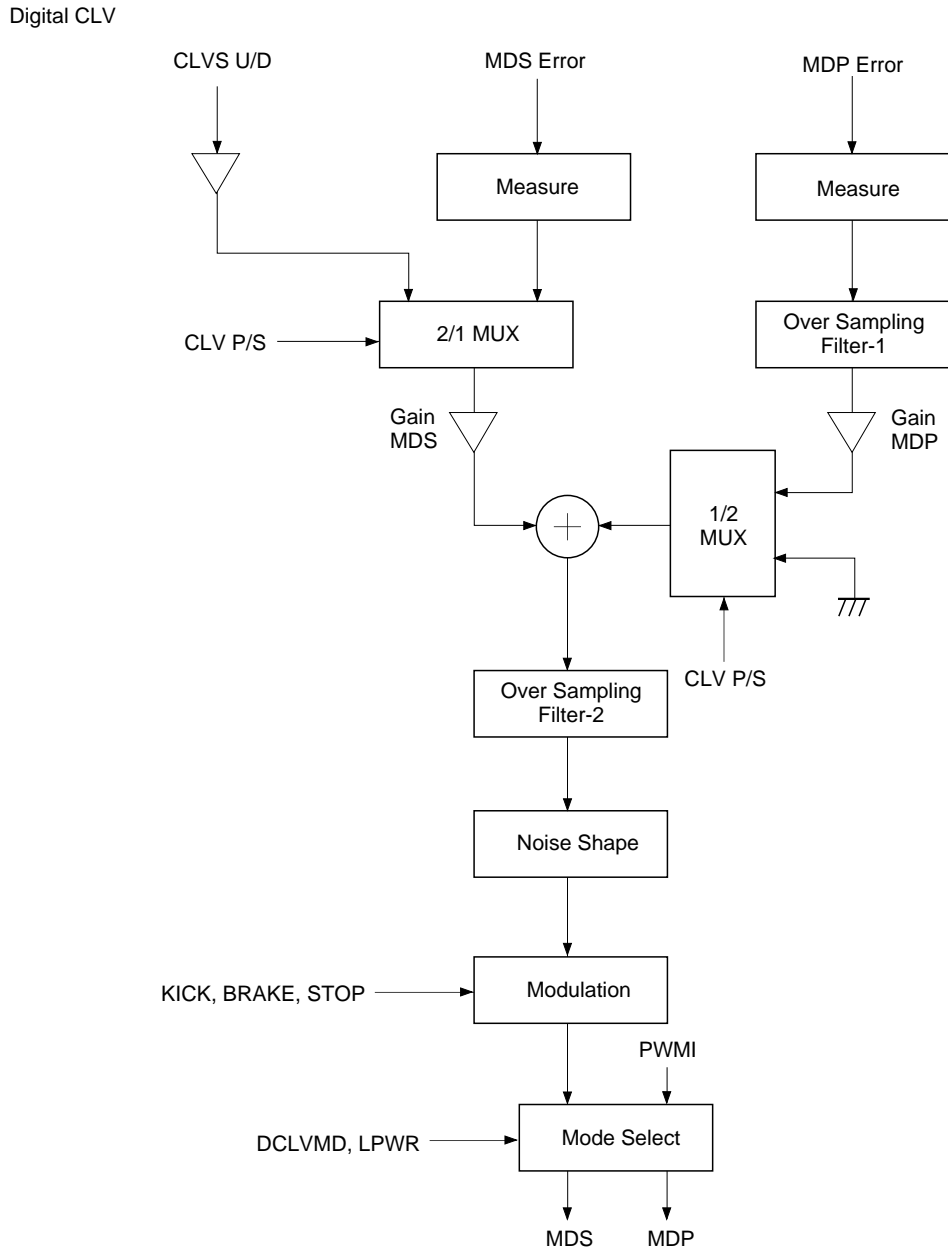 Digital CLV
CLVS U/D
MDS Error
MDP Error
Measure
Measure
CLV P/S
2/1 MUX
Over Sampling
Filter-1
Gain
MDS
Gain
MDP
1/2
MUX
CLV P/S
Over Sampling
Filter-2
Noise Shape
KICK, BRAKE, STOP
Modulation
PWMI
DCLVMD, LPWR
Mode Select
MDS
MDP